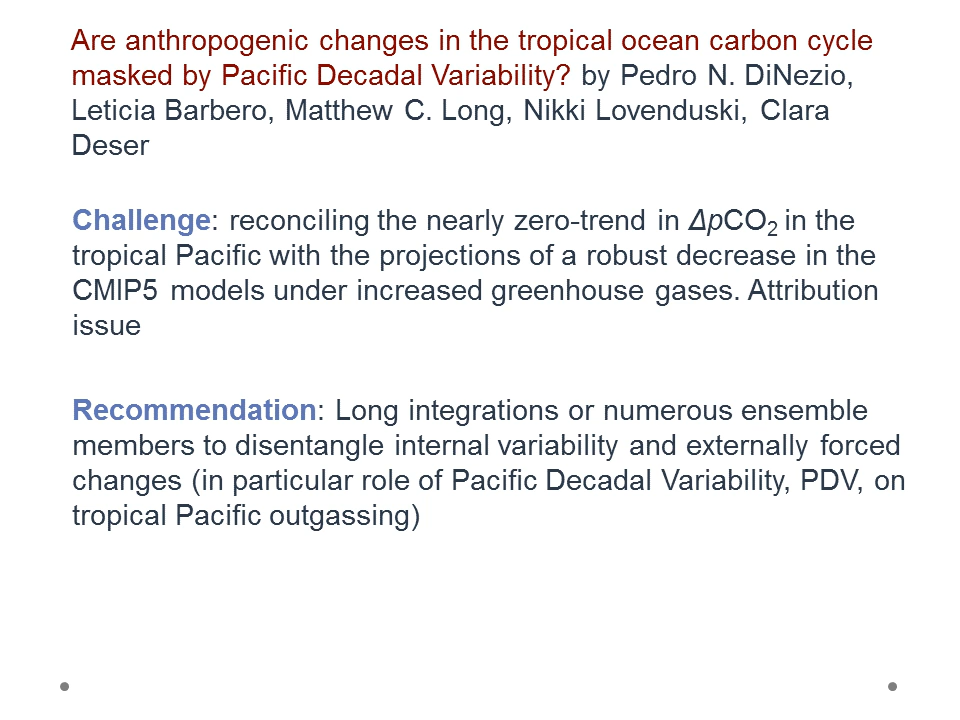 Are anthropogenic changes in the tropical ocean carbon cycle
masked by Pacific Decadal Variability? by Pedro N. DiNezio,
Leticia Barbero, Matthew C. Long, Nikki Lovenduski, Clara
Deser
Challenge: reconciling the nearly zero-trend in ΔpCO₂ in the
tropical Pacific with the projections of a robust decrease in the
CMIP5 models under increased greenhouse gases. Attribution
issue
Recommendation: Long integrations or numerous ensemble
members to disentangle internal variability and externally forced
changes (in particular role of Pacific Decadal Variability, PDV, on
tropical Pacific outgassing)